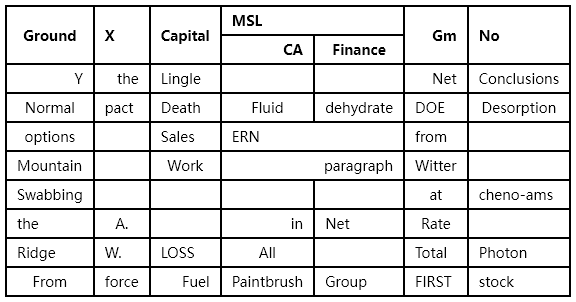 Ground X Capital MSL Gm No
CA Finance
Y the Lingle Net Conclusions
Normal pact Death Fluid dehydrate DOE Desorption
options Sales ERN from
Mountain Work paragraph Witter
Swabbing at cheno-ams
the A. in Net Rate
Ridge W. LOSS All Total Photon
From force Fuel Paintbrush Group FIRST stock